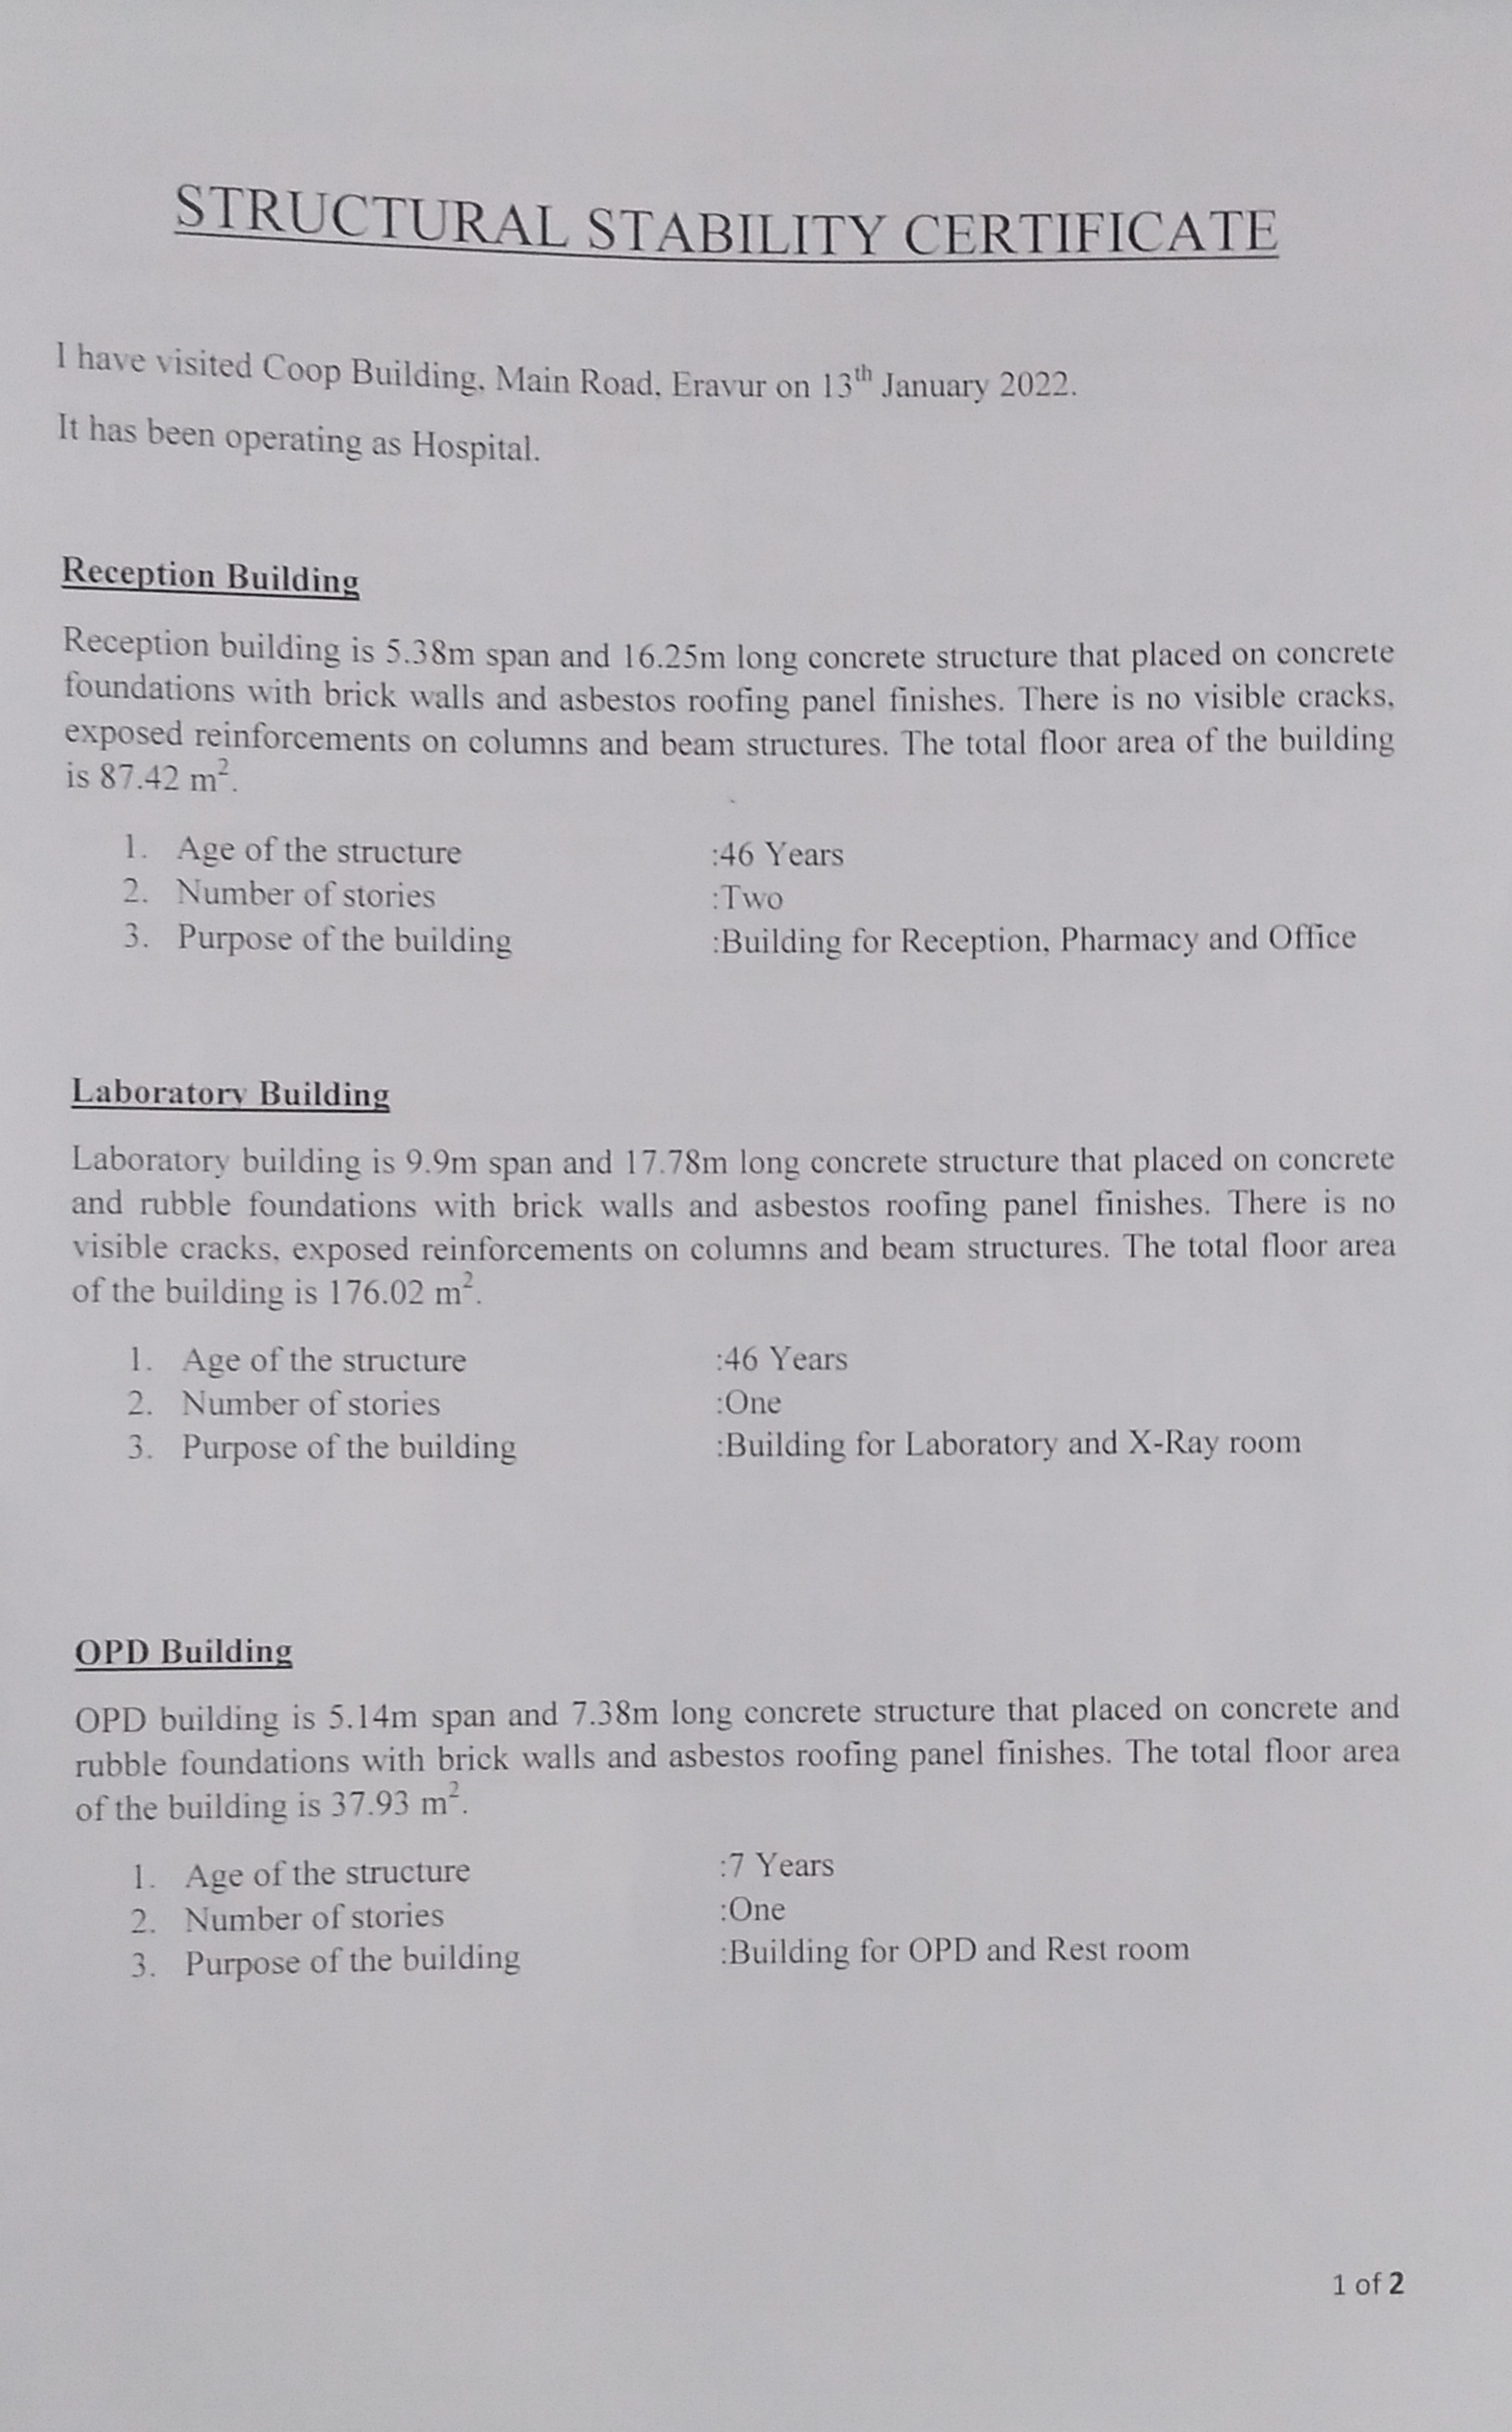 STRUCTURAL STABILITY CERTIFICATE
I have visited Coop Building, Main Road, Eravur on 13th January 2022.
It has been operating as Hospital.
Reception Building
Reception building is 5.38m span and 16.25m long concrete structure that placed on concrete
foundations with brick walls and asbestos roofing panel finishes. There is no visible cracks,
exposed reinforcements on columns and beam structures. The total floor area of the building
is 87.42 m².
1. Age of the structure :46 Years
2. Number of stories :Two
3. Purpose of the building :Building for Reception, Pharmacy and Office
Laboratory Building
Laboratory building is 9.9m span and 17.78m long concrete structure that placed on concrete
and rubble foundations with brick walls and asbestos roofing panel finishes. There is no
visible cracks, exposed reinforcements on columns and beam structures. The total floor area
of the building is 176.02 m².
1. Age of the structure :46 Years
2. Number of stories :One
3. Purpose of the building :Building for Laboratory and X-Ray room
OPD Building
OPD building is 5.14m span and 7.38m long concrete structure that placed on concrete and
rubble foundations with brick walls and asbestos roofing panel finishes. The total floor area
of the building is 37.93 m².
1. Age of the structure :7 Years
2. Number of stories :One
3. Purpose of the building :Building for OPD and Rest room
1 of 2